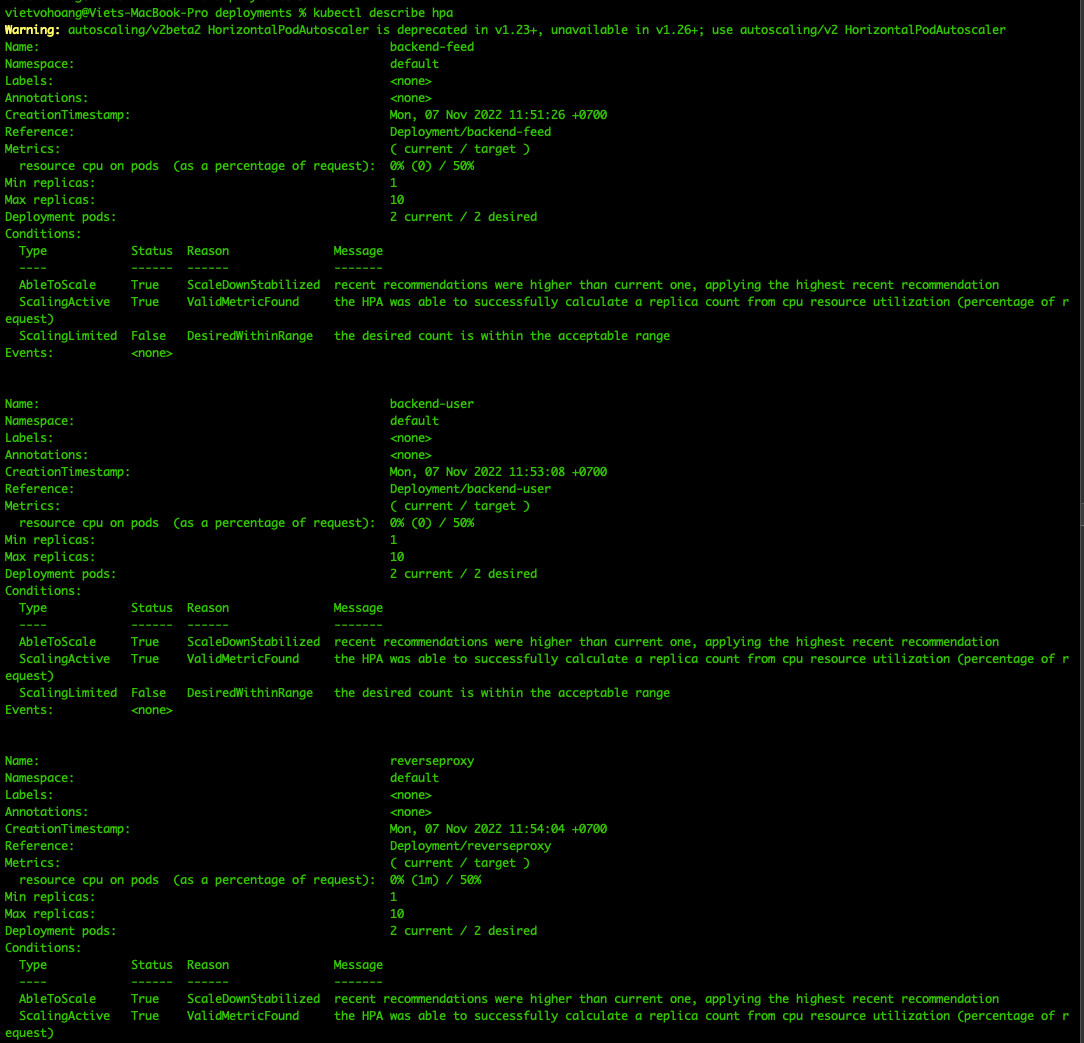 vietvohoang@Viets-MacBook-Pro deployments % kubectl describe hpa
Warning: autoscaling/v2beta2 HorizontalPodAutoscaler is deprecated in v1.23+, unavailable in v1.26+; use autoscaling/v2 HorizontalPodAutoscaler
Name: backend-feed
Namespace: default
Labels: <none>
Annotations: <none>
CreationTimestamp: Mon, 07 Nov 2022 11:51:26 +0700
Reference: Deployment/backend-feed
Metrics: ( current / target )
resource cpu on pods (as a percentage of request): 0% (0) / 50%
Min replicas: 1
Max replicas: 10
Deployment pods: 2 current / 2 desired
Conditions:
Type Status Reason Message
---- ------ ------ -------
AbleToScale True ScaleDownStabilized recent recommendations were higher than current one, applying the highest recent recommendation
ScalingActive True ValidMetricFound the HPA was able to successfully calculate a replica count from cpu resource utilization (percentage of r
equest)
ScalingLimited False DesiredWithinRange the desired count is within the acceptable range
Events: <none>
Name: backend-user
Namespace: default
Labels: <none>
Annotations: <none>
CreationTimestamp: Mon, 07 Nov 2022 11:53:08 +0700
Reference: Deployment/backend-user
Metrics: ( current / target )
resource cpu on pods (as a percentage of request): 0% (0) / 50%
Min replicas: 1
Max replicas: 10
Deployment pods: 2 current / 2 desired
Conditions:
Type Status Reason Message
---- ------ ------ -------
AbleToScale True ScaleDownStabilized recent recommendations were higher than current one, applying the highest recent recommendation
ScalingActive True ValidMetricFound the HPA was able to successfully calculate a replica count from cpu resource utilization (percentage of r
equest)
ScalingLimited False DesiredWithinRange the desired count is within the acceptable range
Events: <none>
Name: reverseproxy
Namespace: default
Labels: <none>
Annotations: <none>
CreationTimestamp: Mon, 07 Nov 2022 11:54:04 +0700
Reference: Deployment/reverseproxy
Metrics: ( current / target )
resource cpu on pods (as a percentage of request): 0% (1m) / 50%
Min replicas: 1
Max replicas: 10
Deployment pods: 2 current / 2 desired
Conditions:
Type Status Reason Message
---- ------ ------ -------
AbleToScale True ScaleDownStabilized recent recommendations were higher than current one, applying the highest recent recommendation
ScalingActive True ValidMetricFound the HPA was able to successfully calculate a replica count from cpu resource utilization (percentage of r
equest)